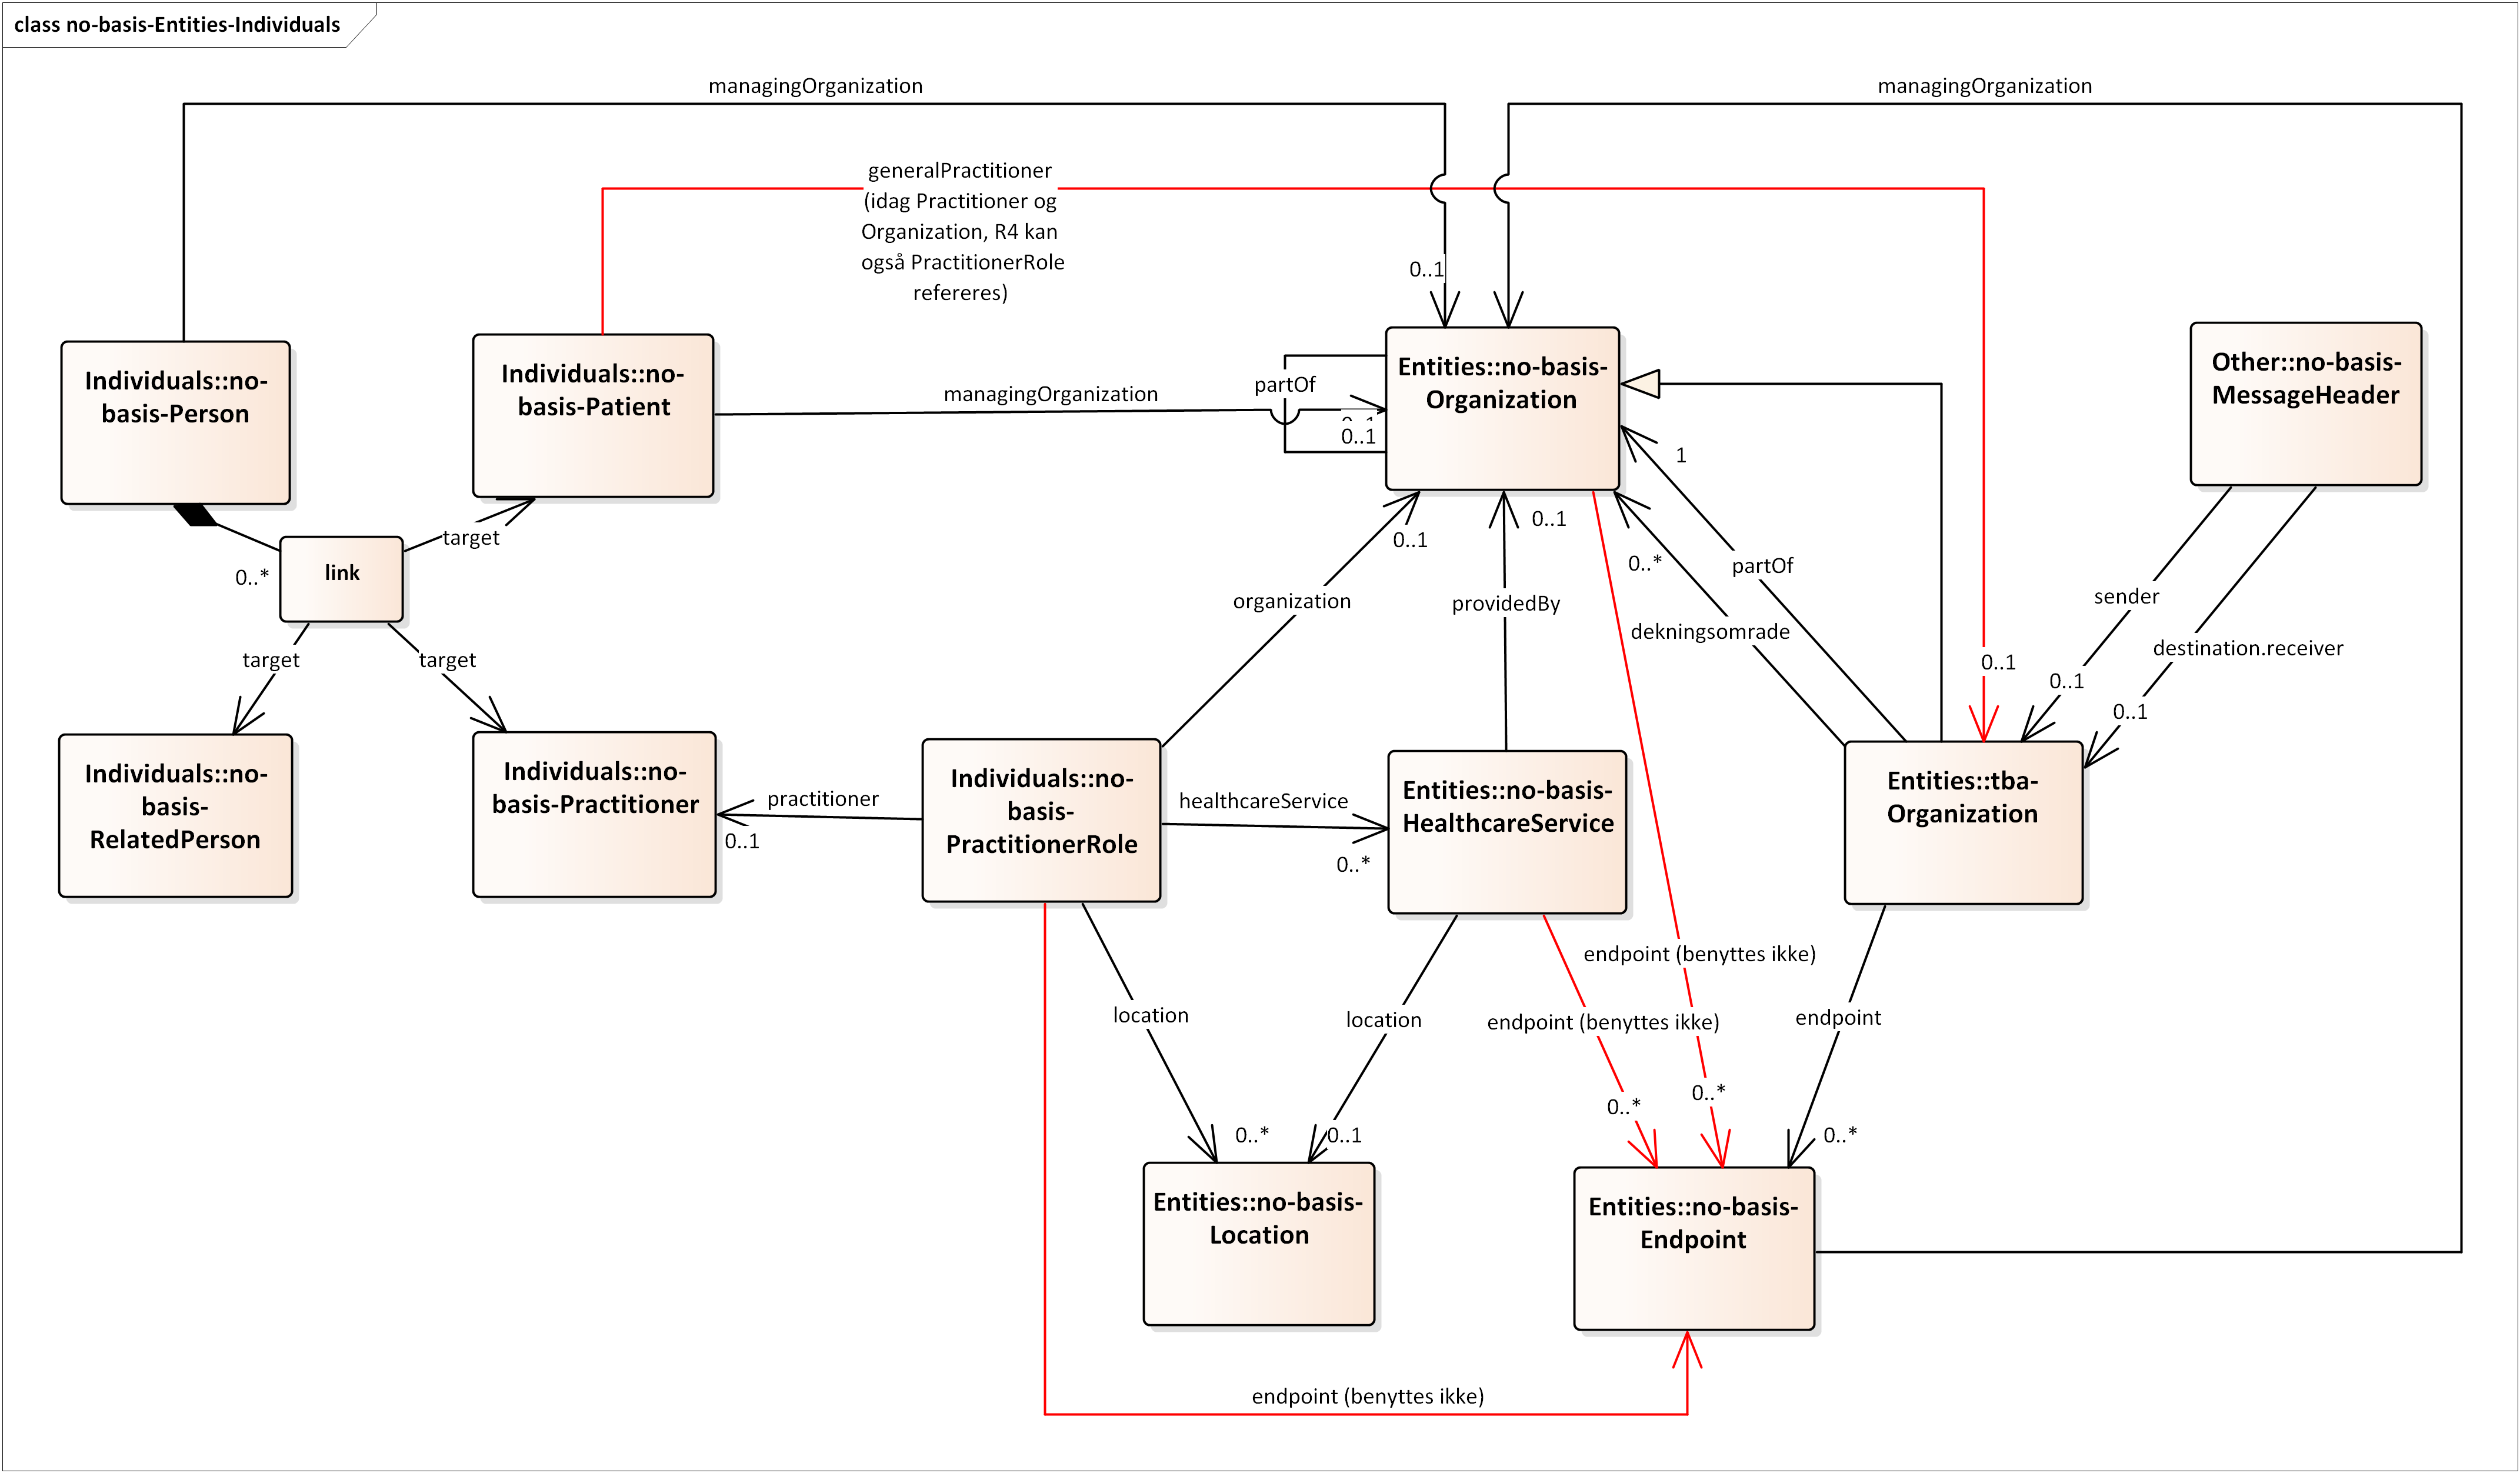 class no-basis-Entities-Individuals
managingOrganization
managingOrganization
generalPractitioner
(idag Practitioner og
Organization, R4 kan
også PractitionerRole
refereres)
0..1
Individuals::no-
basis-Person
Individuals::no-
basis-Patient
managingOrganization
partOf
0..1
Entities::no-basis-
Organization
Other::no-basis-
MessageHeader
1
target
0..1
0..1
0..*
link
0..*
partOf
organization
providedBy
dekningsomrade
sender
destination.receiver
target
target
0..1
0..1
0..1
Individuals::no-
basis-
RelatedPerson
Individuals::no-
basis-Practitioner
practitioner
0..1
Individuals::no-
basis-
PractitionerRole
healthcareService
0..*
Entities::no-basis-
HealthcareService
Entities::tba-
Organization
endpoint (benyttes ikke)
location
location
endpoint (benyttes ikke)
endpoint
0..*
0..*
0..*
0..1
0..*
Entities::no-basis-
Location
Entities::no-basis-
Endpoint
endpoint (benyttes ikke)